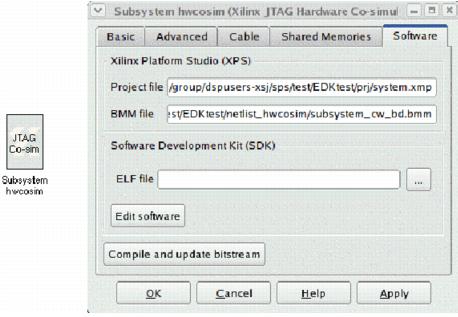 Subsystem hwcosim (Xilinx JTAG Hardware Co-simul
Basic Advanced Cable Shared Memories Software
Xilinx Platform Studio (XPS)
Project file /group/dspusers-xsj/sps/test/EDKtest/prj/system.xmp
BMM file :st/EDKtest/netlist_hwcosim/subsystem_cw_bd.bmm
Software Development Kit (SDK)
ELF file ...
Edit software
Compile and update bitstream
OK Cancel Help Apply
JTAG
Co-sim
Subsystem
hwcosim